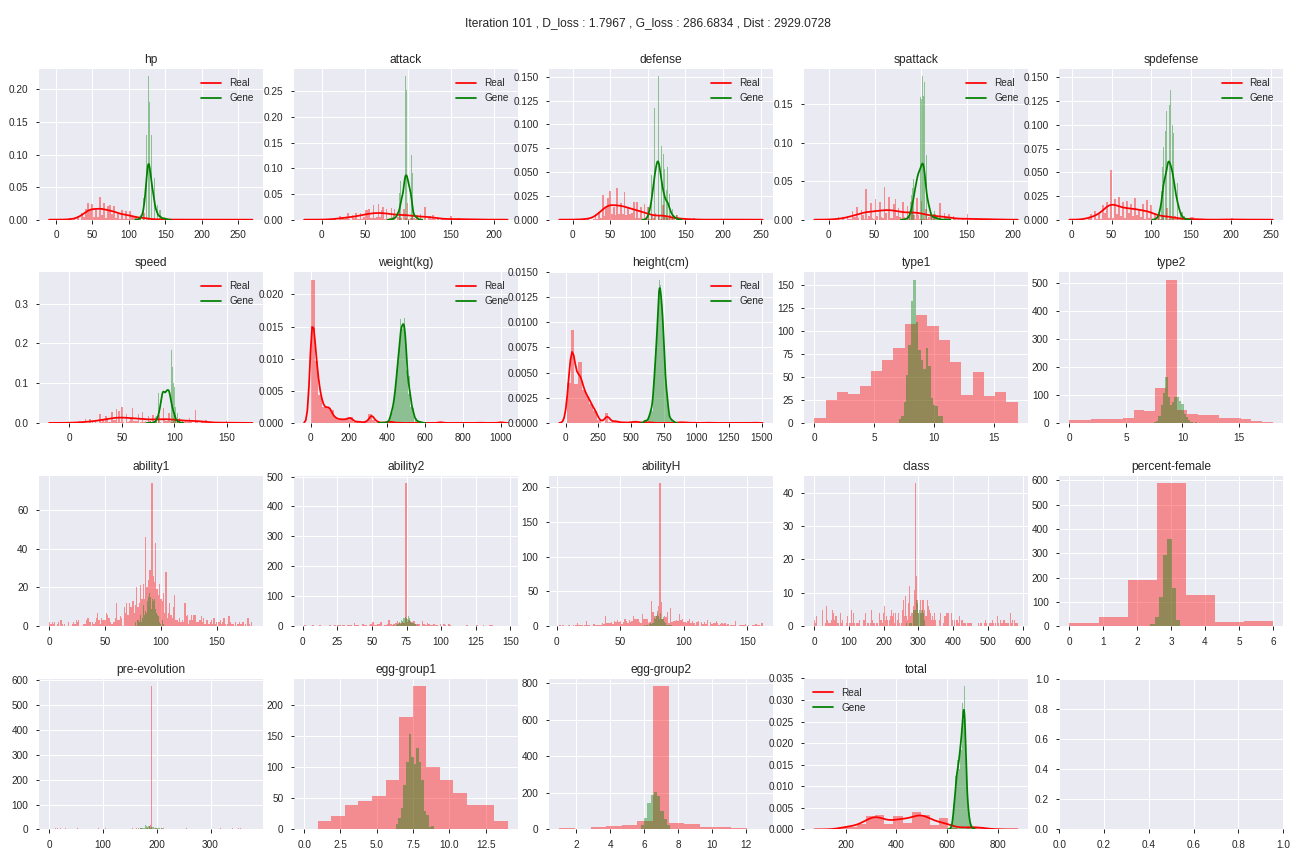 Iteration 101 , D_loss : 1.7967 , G_loss : 286.6834 , Dist : 2929.0728
hp
attack
defense
spattack
spdefense
0.20
0.15
0.10
0.05
0.00
0 50 100 150 200 250
Real
Gene
0.25
0.20
0.15
0.10
0.05
0.00
0 50 100 150 200
Real
Gene
0.150
0.125
0.100
0.075
0.050
0.025
0.000
0 50 100 150 200 250
Real
Gene
0.15
0.10
0.05
0.00
0 50 100 150 200
Real
Gene
0.150
0.125
0.100
0.075
0.050
0.025
0.000
0 50 100 150 200 250
Real
Gene
speed
weight(kg)
height(cm)
type1
type2
0.3
0.2
0.1
0.0
0 50 100 150
Real
Gene
0.020
0.015
0.010
0.005
0.000
0 200 400 600 800 1000
Real
Gene
0.0150
0.0125
0.0100
0.0075
0.0050
0.0025
0.0000
0 250 500 750 1000 1250 1500
Real
Gene
150
125
100
75
50
25
0
0 5 10 15
500
400
300
200
100
0
0 5 10 15
ability1
ability2
abilityH
class
percent-female
60
40
20
0
0 50 100 150
500
400
300
200
100
0
0 25 50 75 100 125 150
200
150
100
50
0
50 100 150
40
30
20
10
0
0 100 200 300 400 500 600
600
500
400
300
200
100
0
0 1 2 3 4 5 6
pre-evolution
egg-group1
egg-group2
total
600
500
400
300
200
100
0
0 100 200 300
200
150
100
50
0
0.0 2.5 5.0 7.5 10.0 12.5
800
600
400
200
0
2 4 6 8 10 12
0.035
0.030
0.025
0.020
0.015
0.010
0.005
0.000
200 400 600 800
Real
Gene
1.0
0.8
0.6
0.4
0.2
0.0
0.0 0.2 0.4 0.6 0.8 1.0